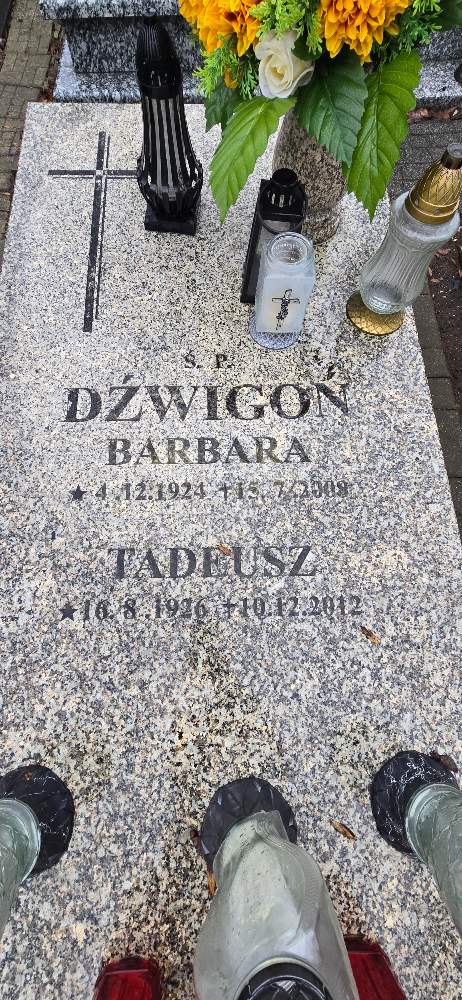 Ś. P.
DŹWIGOŃ
BARBARA
★ 4.12.1924 +15.7.2008
TADEUSZ
★ 16.8.1926 +10.12.2012